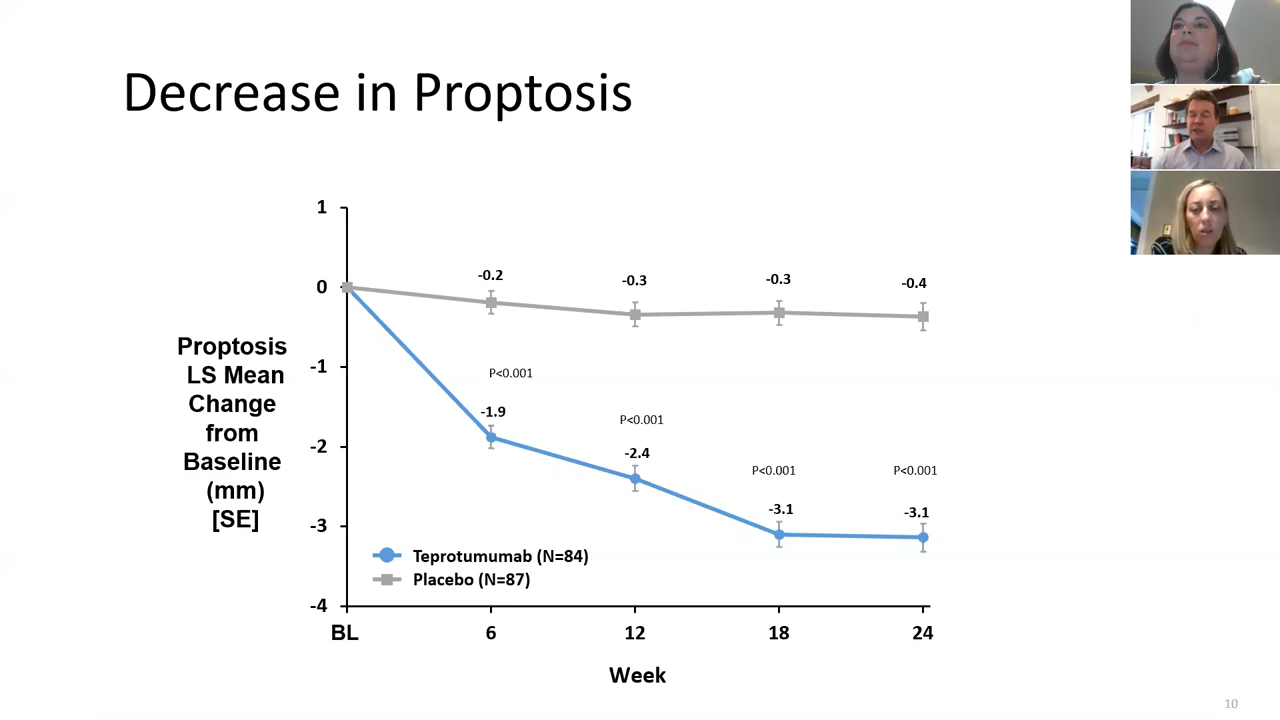 Decrease in Proptosis
1
0
-1
-2
-3
-4
Proptosis
LS Mean
Change
from
Baseline
(mm)
[SE]
-0.2
-0.3
-0.3
-0.4
P<0.001
-1.9
P<0.001
-2.4
P<0.001
-3.1
P<0.001
-3.1
Teprotumumab (N=84)
Placebo (N=87)
BL
6
12
18
24
Week
10